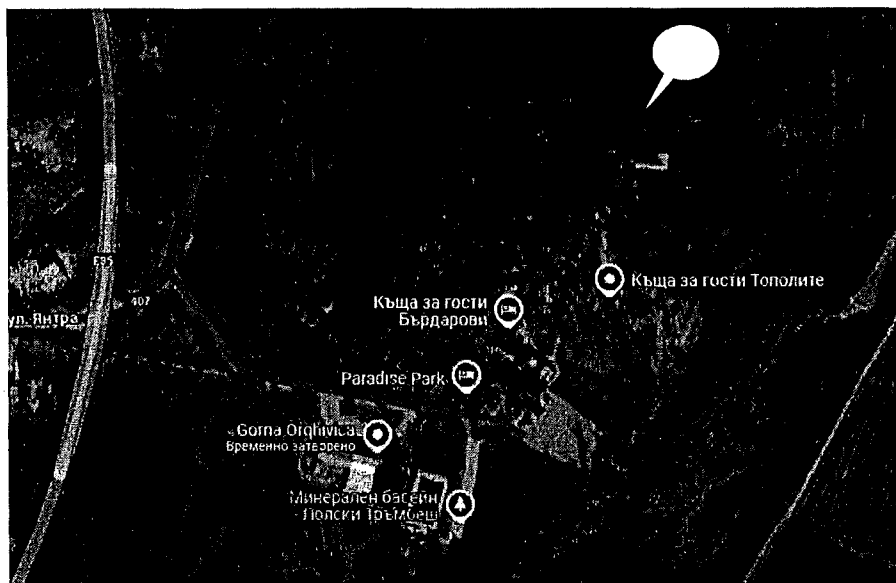 E85
407
ул. Янтра
Къща за гости Тополите
Къща за гости
Бърдарови
Paradise Park
Gorna Orqhivica
Временно затворено
Минерален басейн
Полски Тръмбеш